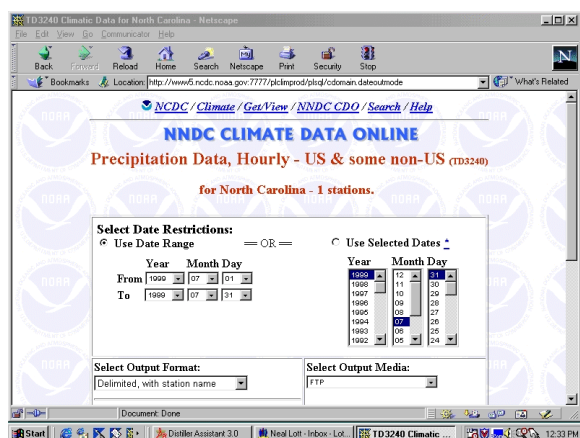 TD3240 Climatic Data for North Carolina - Netscape
File Edit View Go Communicator Help
Back Forward Reload Home Search Netscape Print Security Stop
Bookmarks Location: http://www5.ncdc.noaa.gov:7777/plclimprod/plsql/cdomain.dateoutmode What's Related
NCDC / Climate / Get/View / NNDC CDO / Search / Help
NNDC CLIMATE DATA ONLINE
Precipitation Data, Hourly - US & some non-US (TD3240)
for North Carolina - 1 stations.
Select Date Restrictions:
Use Date Range == OR == Use Selected Dates *
Year Month Day Year Month Day
From 1999 07 01
To 1999 07 31
1999 12 31
1998 11 30
1997 10 29
1996 09 28
1995 08 27
1994 07 26
1993 06 25
1992 05 24
Select Output Format: Select Output Media:
Delimited, with station name FTP
Document: Done
Start Distiller Assistant 3.0 Neal Lott - Inbox - Lot... TD3240 Climatic ... 12:33 PM